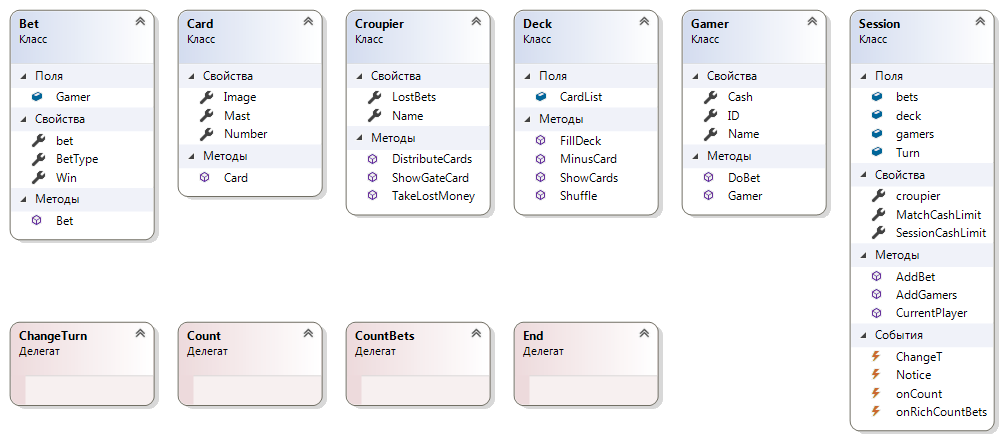 Bet
Класс
Поля
Gamer
Свойства
bet
BetType
Win
Методы
Bet
Card
Класс
Свойства
Image
Mast
Number
Методы
Card
Croupier
Класс
Свойства
LostBets
Name
Методы
DistributeCards
ShowGateCard
TakeLostMoney
Deck
Класс
Поля
CardList
Методы
FillDeck
MinusCard
ShowCards
Shuffle
Gamer
Класс
Свойства
Cash
ID
Name
Методы
DoBet
Gamer
Session
Класс
Поля
bets
deck
gamers
Turn
Свойства
croupier
MatchCashLimit
SessionCashLimit
Методы
AddBet
AddGamers
CurrentPlayer
События
ChangeT
Notice
onCount
onRichCountBets
ChangeTurn
Делегат
Count
Делегат
CountBets
Делегат
End
Делегат